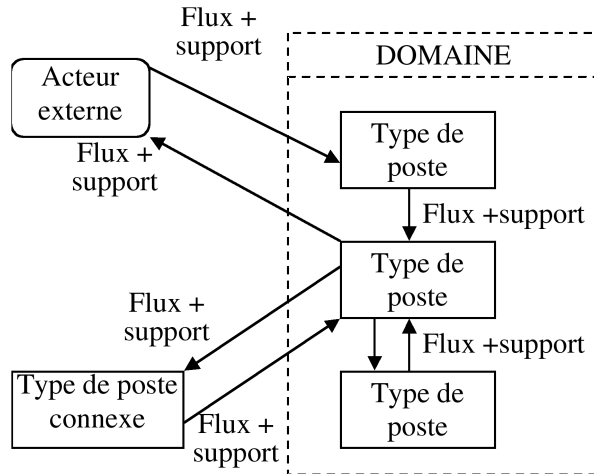 Flux +
support
DOMAINE
Acteur
externe
Type de
poste
Flux +
support
Flux +support
Type de
poste
Flux +
support
Flux +support
Type de poste
connexe
Type de
poste
Flux +
support